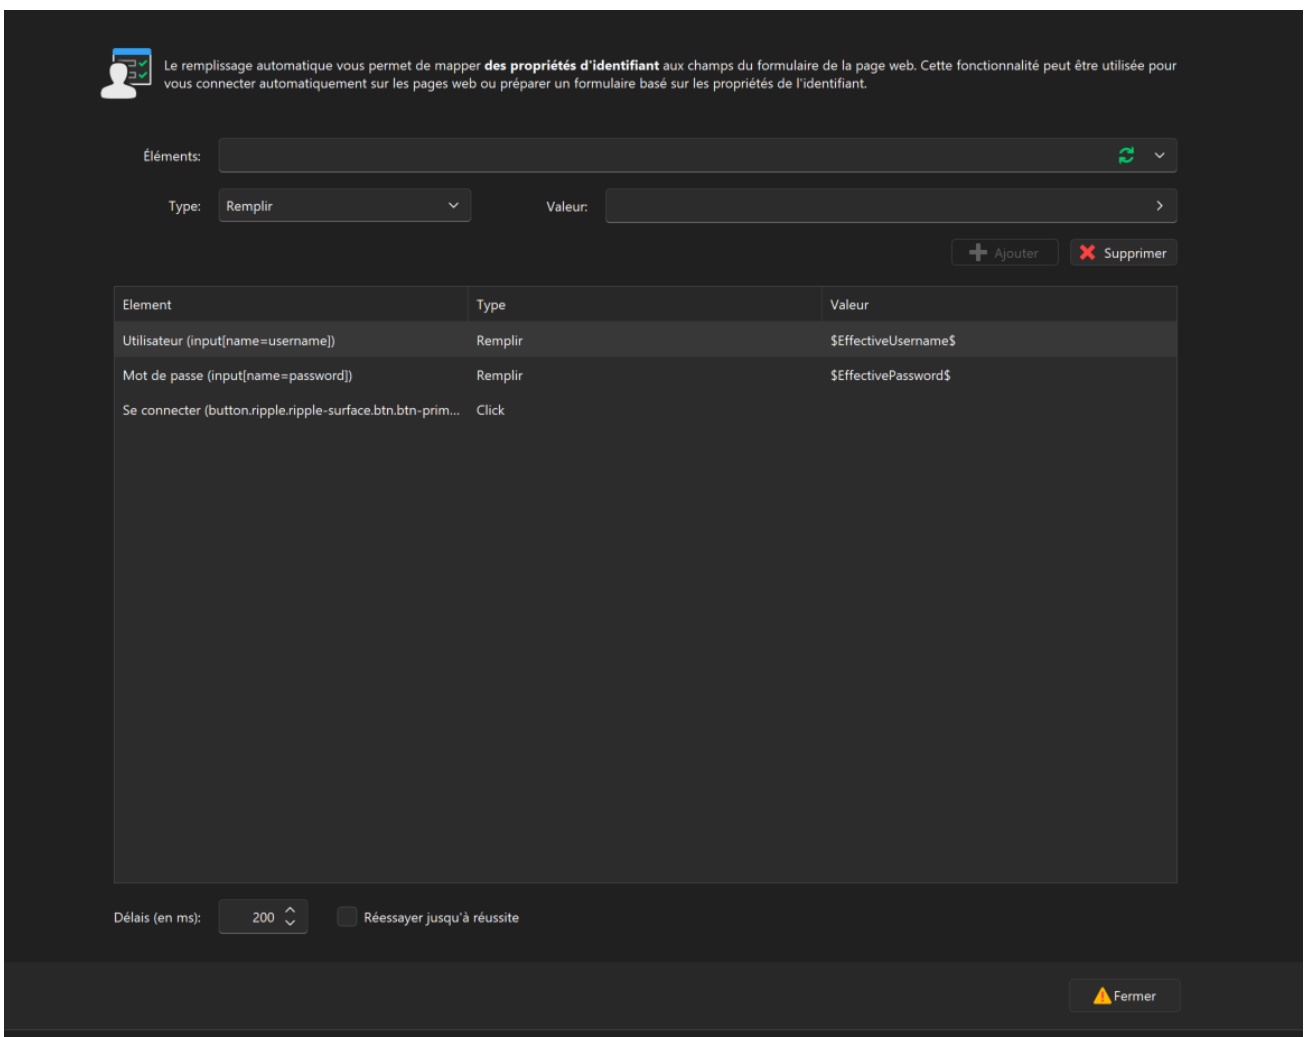 Le remplissage automatique vous permet de mapper des propriétés d'identifiant aux champs du formulaire de la page web. Cette fonctionnalité peut être utilisée pour
vous connecter automatiquement sur les pages web ou préparer un formulaire basé sur les propriétés de l'identifiant.
Éléments:
Type: Remplir Valeur:
Ajouter Supprimer
Element Type Valeur
Utilisateur (input[name=username]) Remplir $EffectiveUsername$
Mot de passe (input[name=password]) Remplir $EffectivePassword$
Se connecter (button.ripple.ripple-surface.btn.btn-prim... Click
Délais (en ms): 200 Réessayer jusqu'à réussite
Fermer